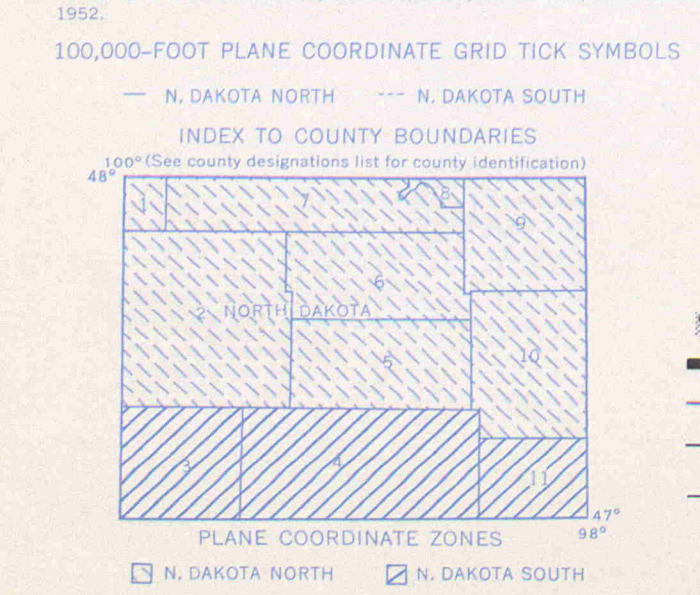 1952.
100,000–FOOT PLANE COORDINATE GRID TICK SYMBOLS
— N. DAKOTA NORTH --- N. DAKOTA SOUTH
INDEX TO COUNTY BOUNDARIES
100° (See county designations list for county identification)
48°
1 7 8
9
6
2 NORTH DAKOTA
5 10
3 4 11
47°
98°
PLANE COORDINATE ZONES
N. DAKOTA NORTH N. DAKOTA SOUTH